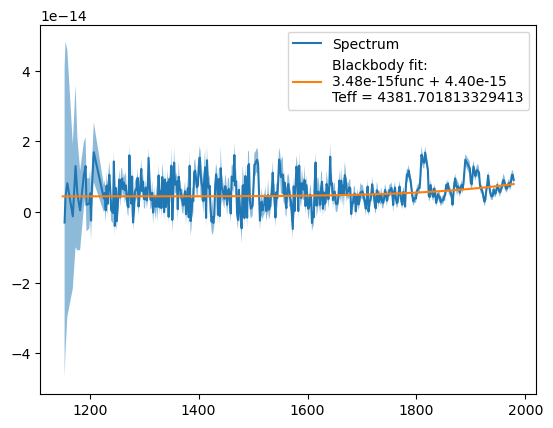 1e−14
Spectrum
Blackbody fit:
3.48e-15func + 4.40e-15
Teff = 4381.701813329413
4
2
0
−2
−4
1200
1400
1600
1800
2000